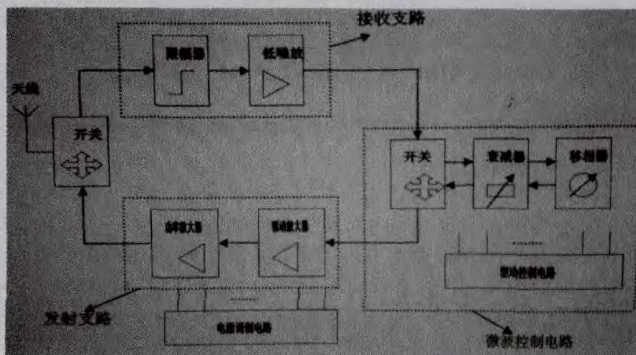 接收支路
限幅器
低噪放
天线
开关
开关
衰减器
移相器
功率放大器
驱动放大器
驱动控制电路
发射支路
电源调制电路
微波控制电路